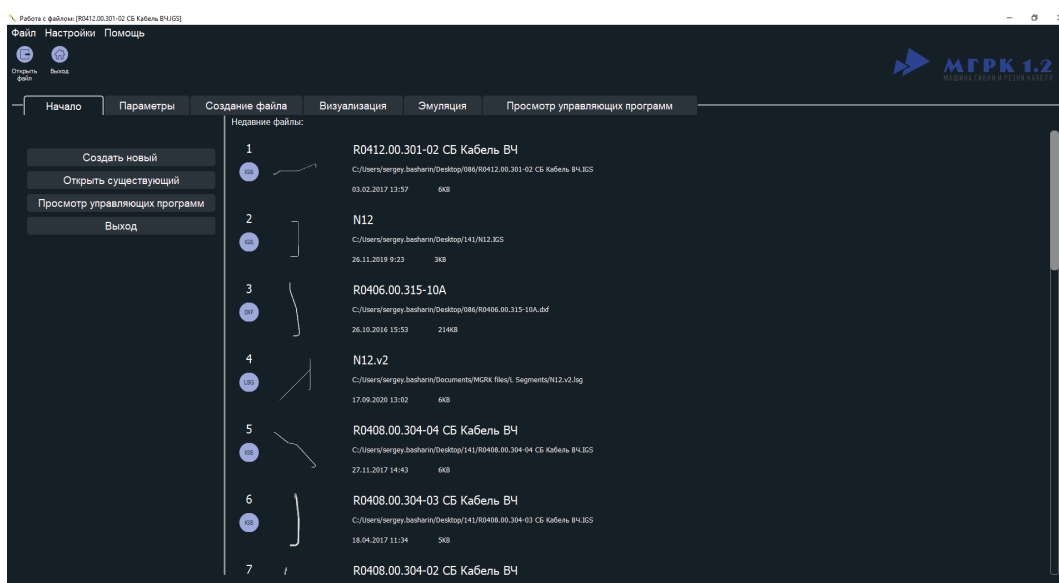 Работа с файлом: [R0412.00.301-02 СБ Кабель ВЧ.IGS]
Файл Настройки Помощь
Открыть файл
Выход
МГРК 1.2
МАШИНА ГИБКИ И РЕЗКИ КАБЕЛЯ
Начало Параметры Создание файла Визуализация Эмуляция Просмотр управляющих программ
Недавние файлы:
Создать новый
Открыть существующий
Просмотр управляющих программ
Выход
1 R0412.00.301-02 СБ Кабель ВЧ
IGS C:/Users/sergey.basharin/Desktop/086/R0412.00.301-02 СБ Кабель ВЧ.IGS
03.02.2017 13:57 6KB
2 N12
IGS C:/Users/sergey.basharin/Desktop/141/N12.IGS
26.11.2019 9:23 3KB
3 R0406.00.315-10A
DXF C:/Users/sergey.basharin/Desktop/086/R0406.00.315-10A.dxf
26.10.2016 15:53 214KB
4 N12.v2
LSG C:/Users/sergey.basharin/Documents/MGRK files/L Segments/N12.v2.lsg
17.09.2020 13:02 6KB
5 R0408.00.304-04 СБ Кабель ВЧ
IGS C:/Users/sergey.basharin/Desktop/141/R0408.00.304-04 СБ Кабель ВЧ.IGS
27.11.2017 14:43 6KB
6 R0408.00.304-03 СБ Кабель ВЧ
IGS C:/Users/sergey.basharin/Desktop/141/R0408.00.304-03 СБ Кабель ВЧ.IGS
18.04.2017 11:34 5KB
7 R0408.00.304-02 СБ Кабель ВЧ